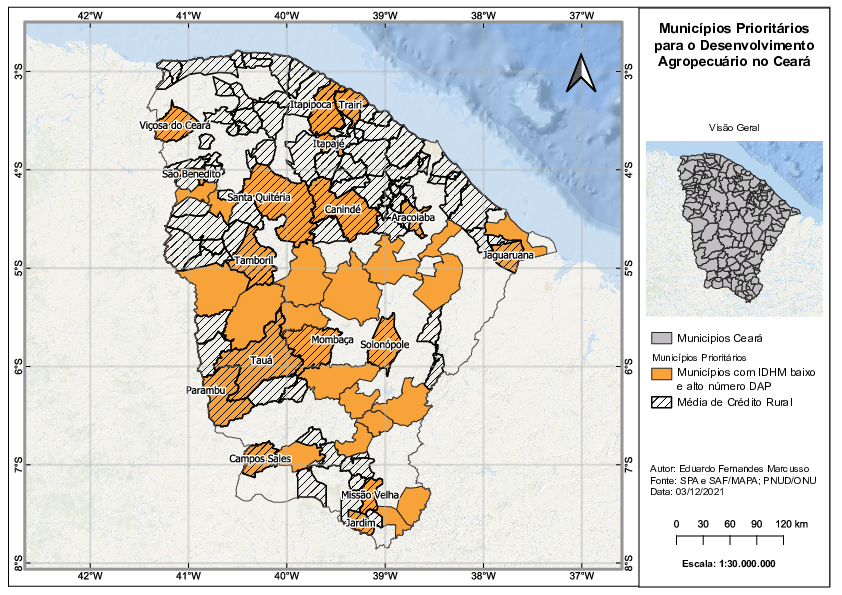 42°W 41°W 40°W 39°W 38°W 37°W
Municípios Prioritários
para o Desenvolvimento
Agropecuário no Ceará
Visão Geral
3°S 3°S
Itapipoca Trairi
Viçosa do Ceará
Itapajé
4°S 4°S
São Benedito
Santa Quitéria
Canindé
Aracoiaba
Jaguaruana
Tamboril
5°S 5°S
Mombaça
Solonópole
Tauá
6°S 6°S
Parambu
Campos Sales
7°S 7°S
Missão Velha
Jardim
8°S 8°S
42°W 41°W 40°W 39°W 38°W 37°W
Municipios Ceará
Municípios Prioritários
Municípios com IDHM baixo
e alto número DAP
Média de Crédito Rural
Autor: Eduardo Fernandes Marcusso
Fonte: SPA e SAF/MAPA; PNUD/ONU
Data: 03/12/2021
0 30 60 90 120 km
Escala: 1:30.000.000